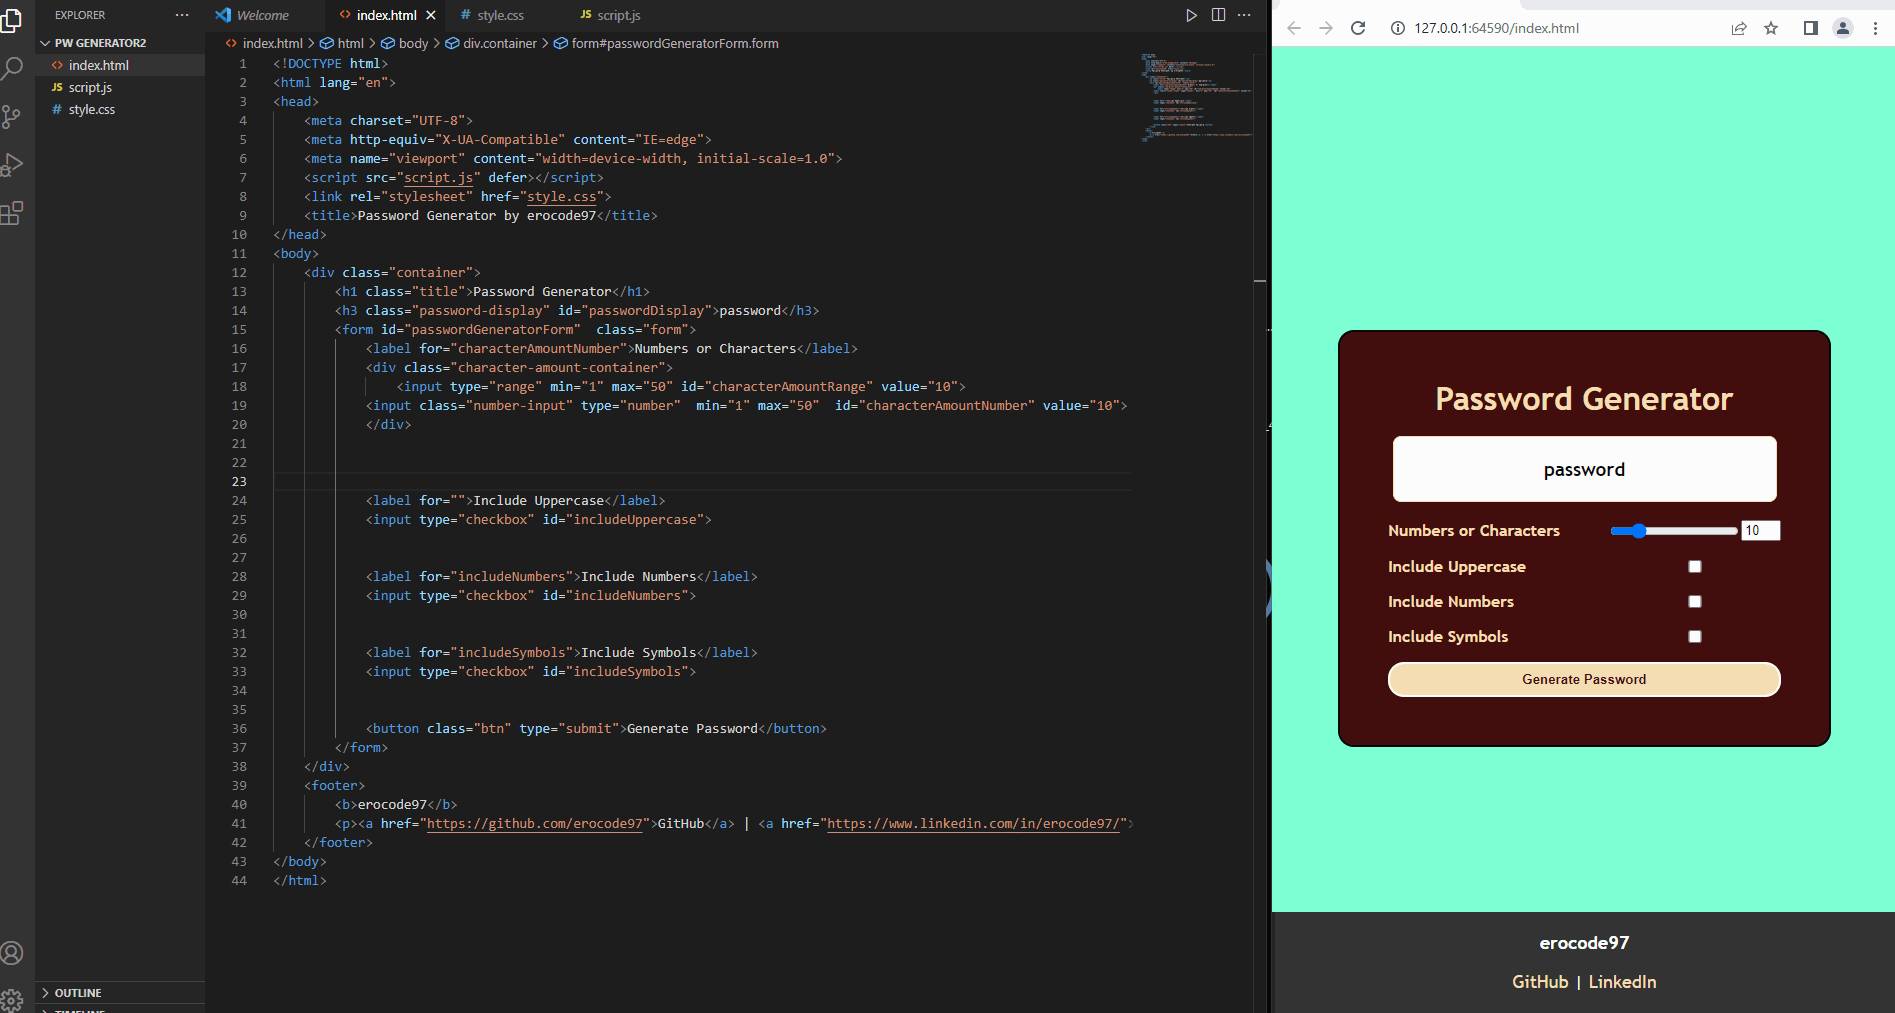 EXPLORER
PW GENERATOR2
index.html
script.js
style.css
OUTLINE
Welcome
index.html
style.css
script.js
index.html > html > body > div.container > form#passwordGeneratorForm.form
1 <!DOCTYPE html>
2 <html lang="en">
3 <head>
4 <meta charset="UTF-8">
5 <meta http-equiv="X-UA-Compatible" content="IE=edge">
6 <meta name="viewport" content="width=device-width, initial-scale=1.0">
7 <script src="script.js" defer></script>
8 <link rel="stylesheet" href="style.css">
9 <title>Password Generator by erocode97</title>
10 </head>
11 <body>
12 <div class="container">
13 <h1 class="title">Password Generator</h1>
14 <h3 class="password-display" id="passwordDisplay">password</h3>
15 <form id="passwordGeneratorForm"  class="form">
16 <label for="characterAmountNumber">Numbers or Characters</label>
17 <div class="character-amount-container">
18 <input type="range" min="1" max="50" id="characterAmountRange" value="10">
19 <input class="number-input" type="number"  min="1" max="50"  id="characterAmountNumber" value="10">
20 </div>
21
22
23
24 <label for="">Include Uppercase</label>
25 <input type="checkbox" id="includeUppercase">
26
27
28 <label for="includeNumbers">Include Numbers</label>
29 <input type="checkbox" id="includeNumbers">
30
31
32 <label for="includeSymbols">Include Symbols</label>
33 <input type="checkbox" id="includeSymbols">
34
35
36 <button class="btn" type="submit">Generate Password</button>
37 </form>
38 </div>
39 <footer>
40 <b>erocode97</b>
41 <p><a href="https://github.com/erocode97">GitHub</a> | <a href="https://www.linkedin.com/in/erocode97/">
42 </footer>
43 </body>
44 </html>
127.0.0.1:64590/index.html
Password Generator
password
Numbers or Characters 10
Include Uppercase
Include Numbers
Include Symbols
Generate Password
erocode97
GitHub | LinkedIn